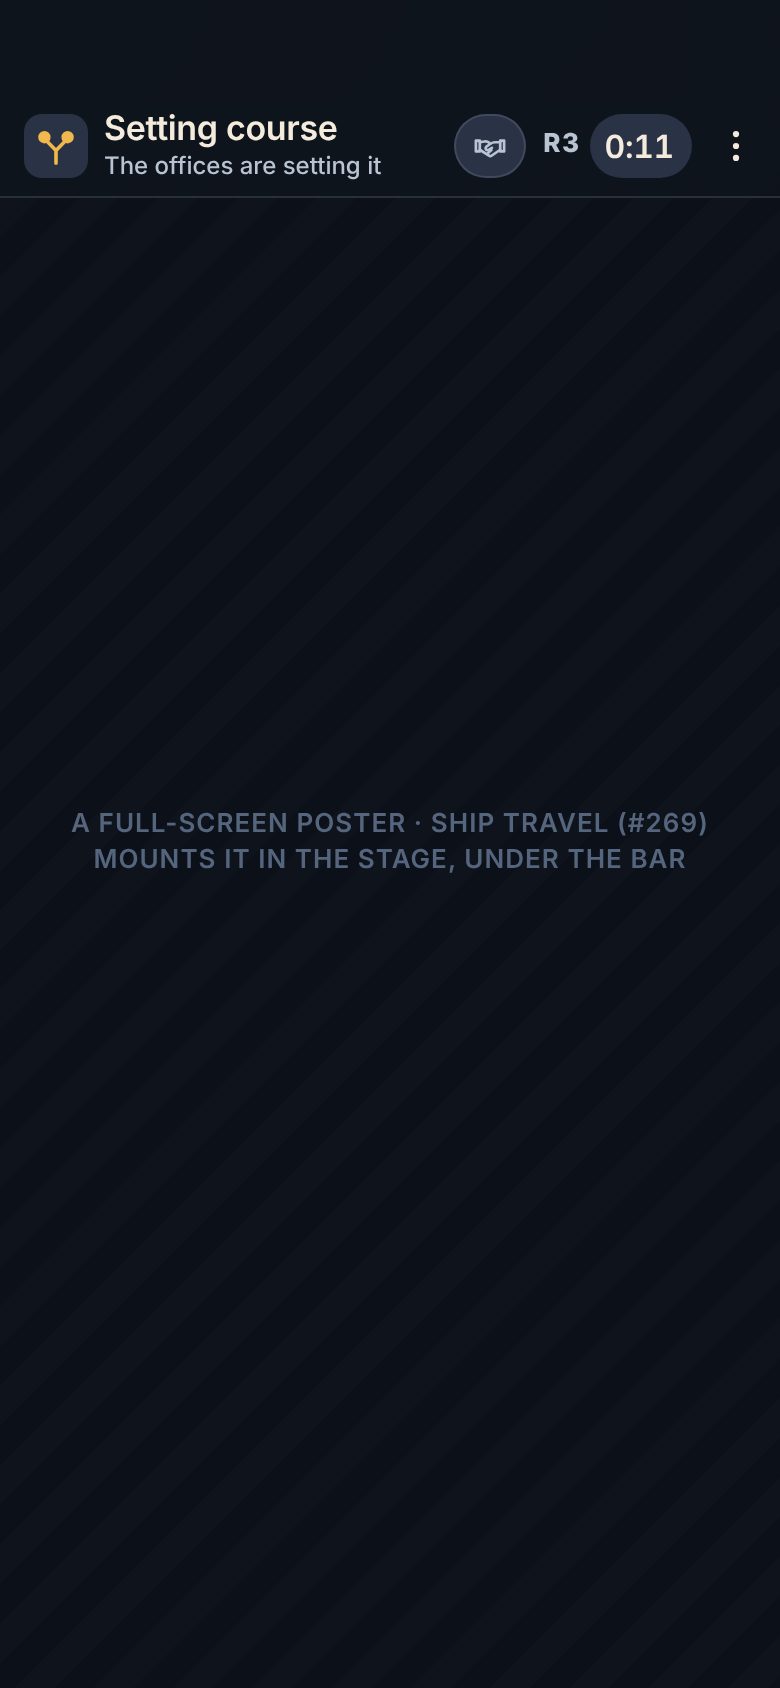 Setting course
The offices are setting it
R3
0:11
A FULL-SCREEN POSTER · SHIP TRAVEL (#269)
MOUNTS IT IN THE STAGE, UNDER THE BAR